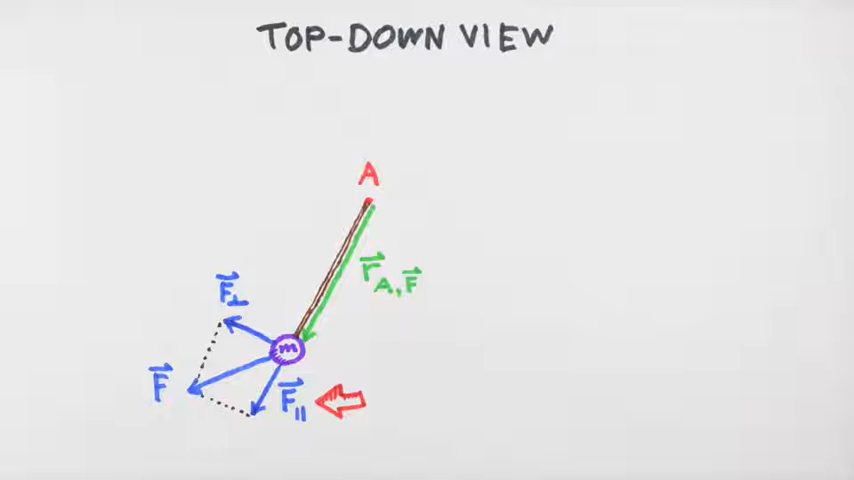 TOP-DOWN VIEW
A
r⃗ A,F⃗
F⃗⊥
m
F⃗
F⃗||